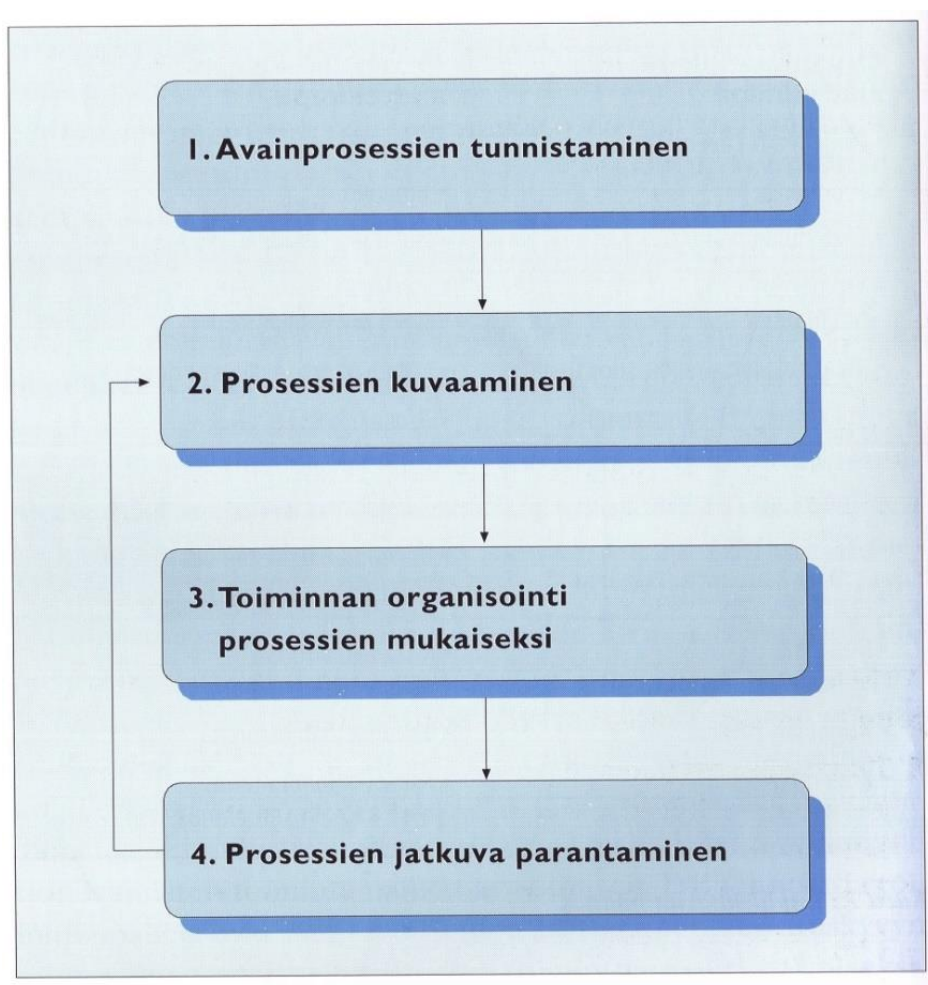 1. Avainprosessien tunnistaminen
2. Prosessien kuvaaminen
3. Toiminnan organisointi
prosessien mukaiseksi
4. Prosessien jatkuva parantaminen